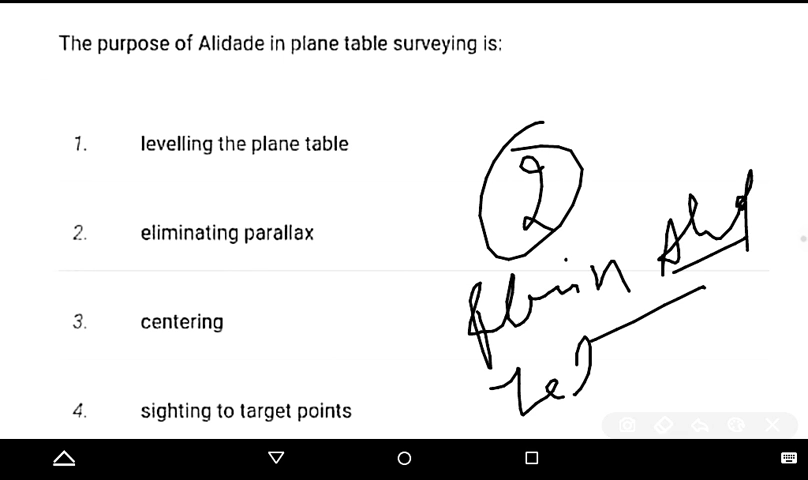 The purpose of Alidade in plane table surveying is:
1. levelling the plane table
2. eliminating parallax
3. centering
4. sighting to target points
2